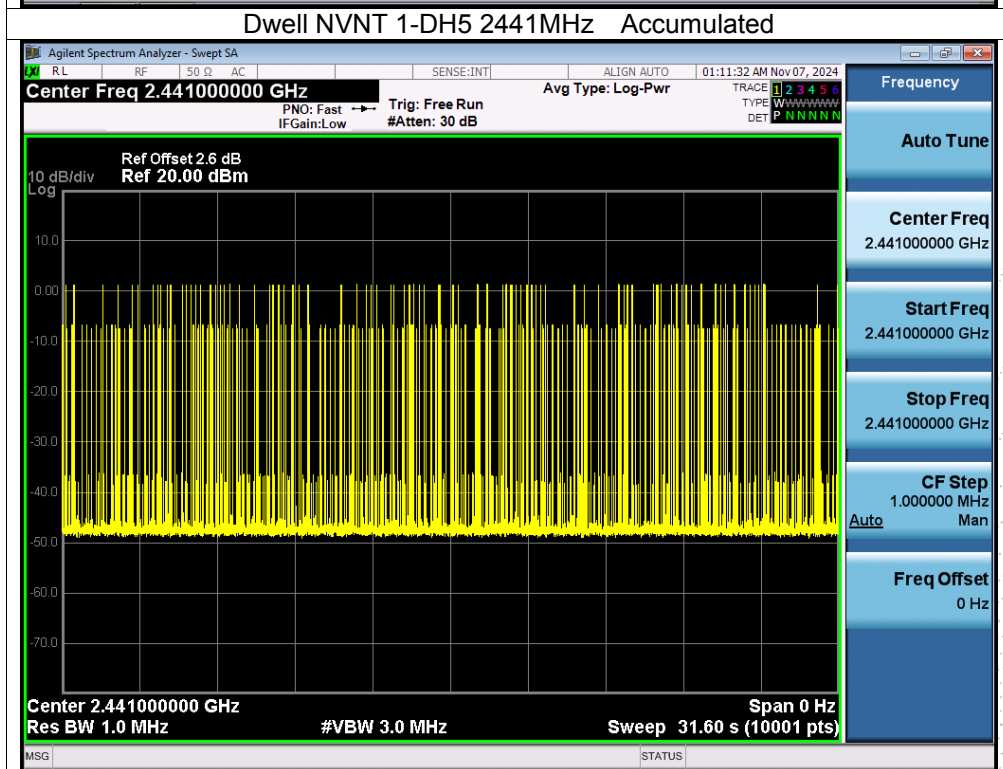 Dwell NVNT 1-DH5 2441MHz Accumulated
Agilent Spectrum Analyzer - Swept SA
LXI RL RF 50 Ω AC SENSE:INT ALIGN AUTO 01:11:32 AM Nov 07, 2024
Center Freq 2.441000000 GHz
PNO: Fast
IFGain:Low
Trig: Free Run
#Atten: 30 dB
Avg Type: Log-Pwr
TRACE 1 2 3 4 5 6
TYPE WWWWWW
DET P N N N N N
Ref Offset 2.6 dB
10 dB/div Ref 20.00 dBm
Log
10.0
0.00
-10.0
-20.0
-30.0
-40.0
-50.0
-60.0
-70.0
Center 2.441000000 GHz Span 0 Hz
Res BW 1.0 MHz #VBW 3.0 MHz Sweep 31.60 s (10001 pts)
MSG STATUS
Frequency
Auto Tune
Center Freq
2.441000000 GHz
Start Freq
2.441000000 GHz
Stop Freq
2.441000000 GHz
CF Step
1.000000 MHz
Auto Man
Freq Offset
0 Hz